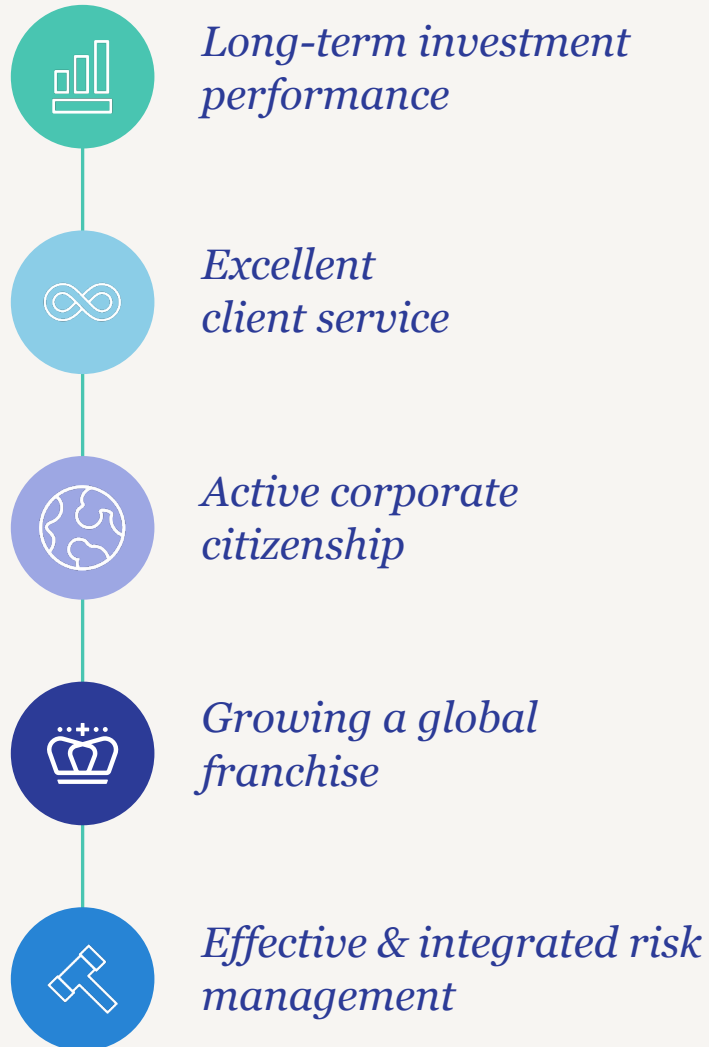 Long-term investment
performance
Excellent
client service
Active corporate
citizenship
Growing a global
franchise
Effective & integrated risk
management